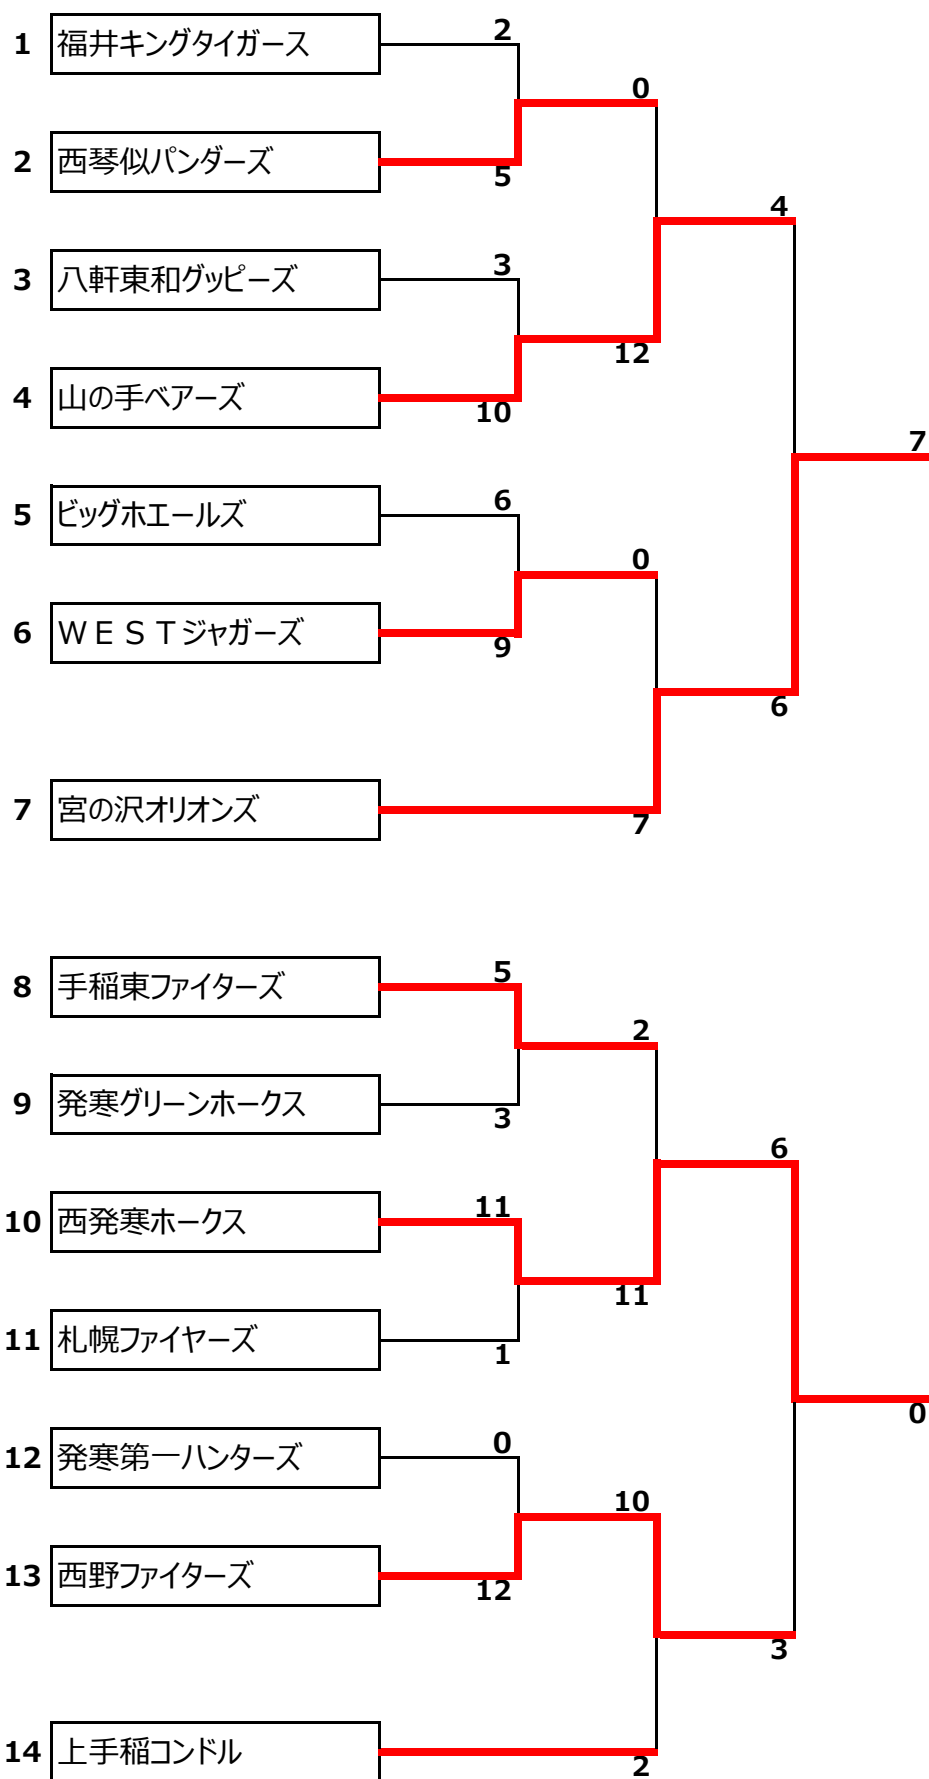 2
1 福井キングタイガース
0
2 西琴似パンダーズ
5
4
3
3 八軒東和グッピーズ
12
4 山の手ベアーズ
10
7
6
5 ビッグホエールズ
0
6 ＷＥＳＴジャガーズ
9
6
7 宮の沢オリオンズ
7
5
8 手稲東ファイターズ
2
9 発寒グリーンホークス
3
6
11
10 西発寒ホークス
11
11 札幌ファイヤーズ
1
0
0
12 発寒第一ハンターズ
10
13 西野ファイターズ
12
3
14 上手稲コンドル
2